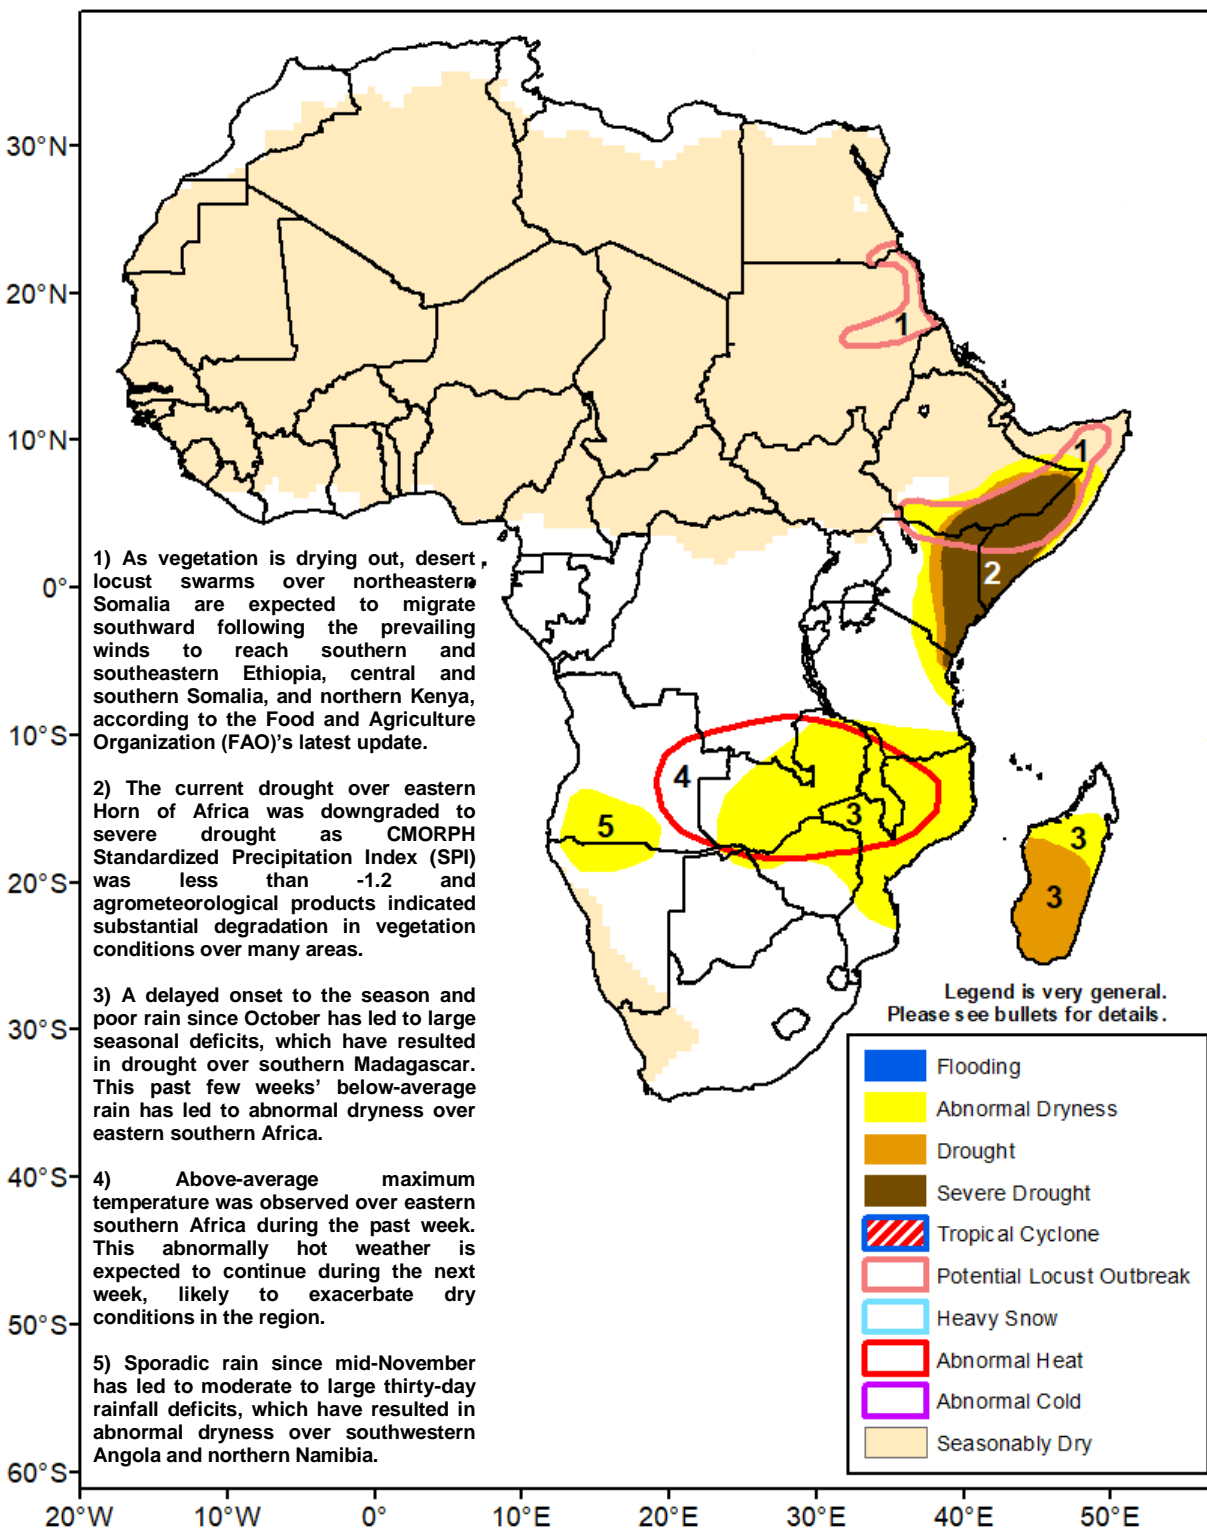 30°N
20°N
10°N
0°
10°S
20°S
30°S
40°S
50°S
60°S
20°W
10°W
0°
10°E
20°E
30°E
40°E
50°E
1
1
2
3
4
5
3
3
1) As vegetation is drying out, desert
locust swarms over northeastern
Somalia are expected to migrate
southward following the prevailing
winds to reach southern and
southeastern Ethiopia, central and
southern Somalia, and northern Kenya,
according to the Food and Agriculture
Organization (FAO)'s latest update.
2) The current drought over eastern
Horn of Africa was downgraded to
severe drought as CMORPH
Standardized Precipitation Index (SPI)
was less than -1.2 and
agrometeorological products indicated
substantial degradation in vegetation
conditions over many areas.
3) A delayed onset to the season and
poor rain since October has led to large
seasonal deficits, which have resulted
in drought over southern Madagascar.
This past few weeks' below-average
rain has led to abnormal dryness over
eastern southern Africa.
4) Above-average maximum
temperature was observed over eastern
southern Africa during the past week.
This abnormally hot weather is
expected to continue during the next
week, likely to exacerbate dry
conditions in the region.
5) Sporadic rain since mid-November
has led to moderate to large thirty-day
rainfall deficits, which have resulted in
abnormal dryness over southwestern
Angola and northern Namibia.
Legend is very general.
Please see bullets for details.
Flooding
Abnormal Dryness
Drought
Severe Drought
Tropical Cyclone
Potential Locust Outbreak
Heavy Snow
Abnormal Heat
Abnormal Cold
Seasonably Dry